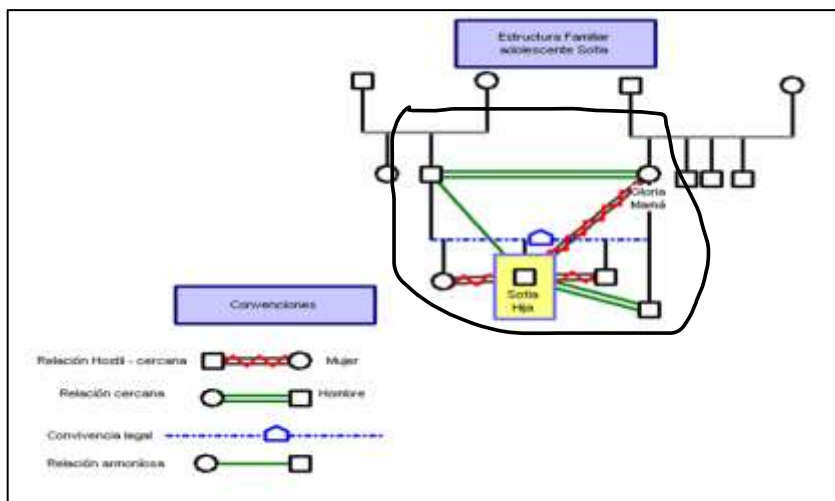 Estructura Familiar
adolescente Sofia
Gloria
Mamá
Sofia
Hija
Convenciones
Relación Hostil - cercana
Mujer
Relación cercana
Hombre
Convivencia legal
Relación armoniosa